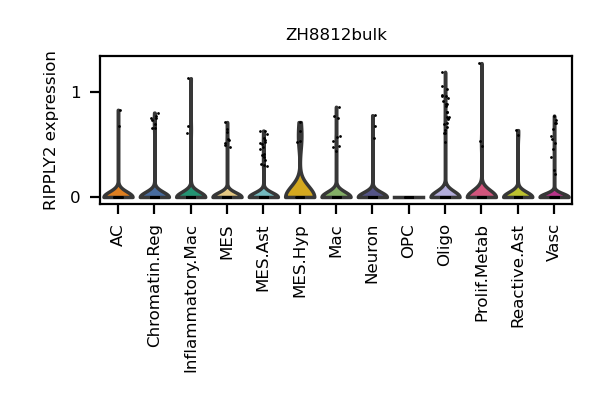 ZH8812bulk
RIPPLY2 expression
1
0
AC
Chromatin.Reg
Inflammatory.Mac
MES
MES.Ast
MES.Hyp
Mac
Neuron
OPC
Oligo
Prolif.Metab
Reactive.Ast
Vasc